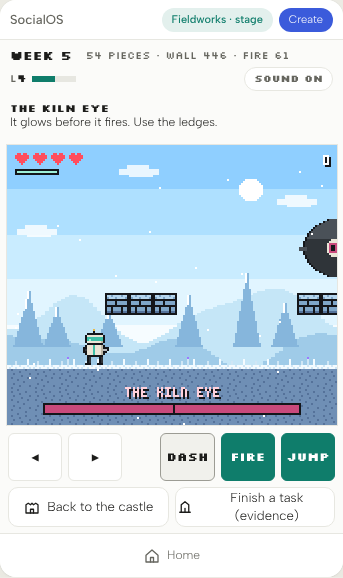 SocialOS
Fieldworks · stage
Create
WEEK 5
54 PIECES · WALL 446 · FIRE 61
L4
SOUND ON
THE KILN EYE
It glows before it fires. Use the ledges.
0
THE KILN EYE
◄ ► DASH FIRE JUMP
Back to the castle
Finish a task
(evidence)
Home